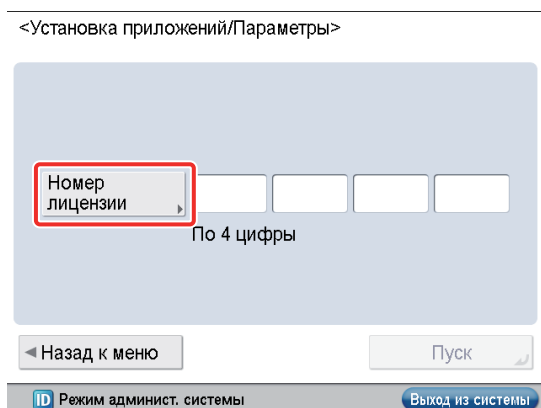 <Установка приложений/Параметры>
Номер
лицензии
По 4 цифры
Назад к меню
Пуск
ID Режим админист. системы
Выход из системы